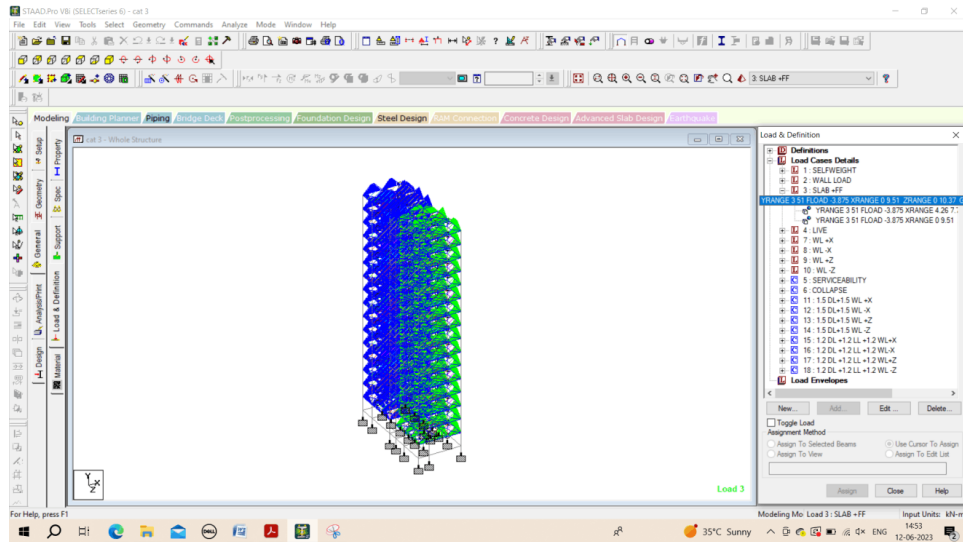 STAAD.Pro V8i (SELECTseries 6) - cat 3
File Edit View Tools Select Geometry Commands Analyze Mode Window Help
3: SLAB +FF
Modeling Building Planner Piping Bridge Deck Postprocessing Foundation Design Steel Design RAM Connection Concrete Design Advanced Slab Design Earthquake
cat 3 - Whole Structure
Setup
Geometry
General
Analysis/Print
Design
Property
Spec
Support
Load & Definition
Material
Y
X
Z
Load 3
Load & Definition
Definitions
Load Cases Details
1 : SELFWEIGHT
2 : WALL LOAD
3 : SLAB +FF
YRANGE 3 51 FLOAD -3.875 XRANGE 0 9.51 ZRANGE 0 10.37 G
YRANGE 3 51 FLOAD -3.875 XRANGE 4.26 7.
YRANGE 3 51 FLOAD -3.875 XRANGE 0 9.51
4 : LIVE
7 : WL +X
8 : WL -X
9 : WL +Z
10 : WL -Z
5 : SERVICEABILITY
6 : COLLAPSE
11 : 1.5 DL+1.5 WL +X
12 : 1.5 DL+1.5 WL -X
13 : 1.5 DL+1.5 WL +Z
14 : 1.5 DL+1.5 WL -Z
15 : 1.2 DL +1.2 LL +1.2 WL+X
16 : 1.2 DL +1.2 LL +1.2 WL-X
17 : 1.2 DL +1.2 LL +1.2 WL+Z
18 : 1.2 DL +1.2 LL +1.2 WL -Z
Load Envelopes
New... Add... Edit ... Delete...
Toggle Load
Assignment Method
Assign To Selected Beams Use Cursor To Assign
Assign To View Assign To Edit List
Assign Close Help
For Help, press F1
Modeling Mo Load 3 : SLAB +FF Input Units: kN-m
35°C Sunny
ENG
14:53
12-06-2023